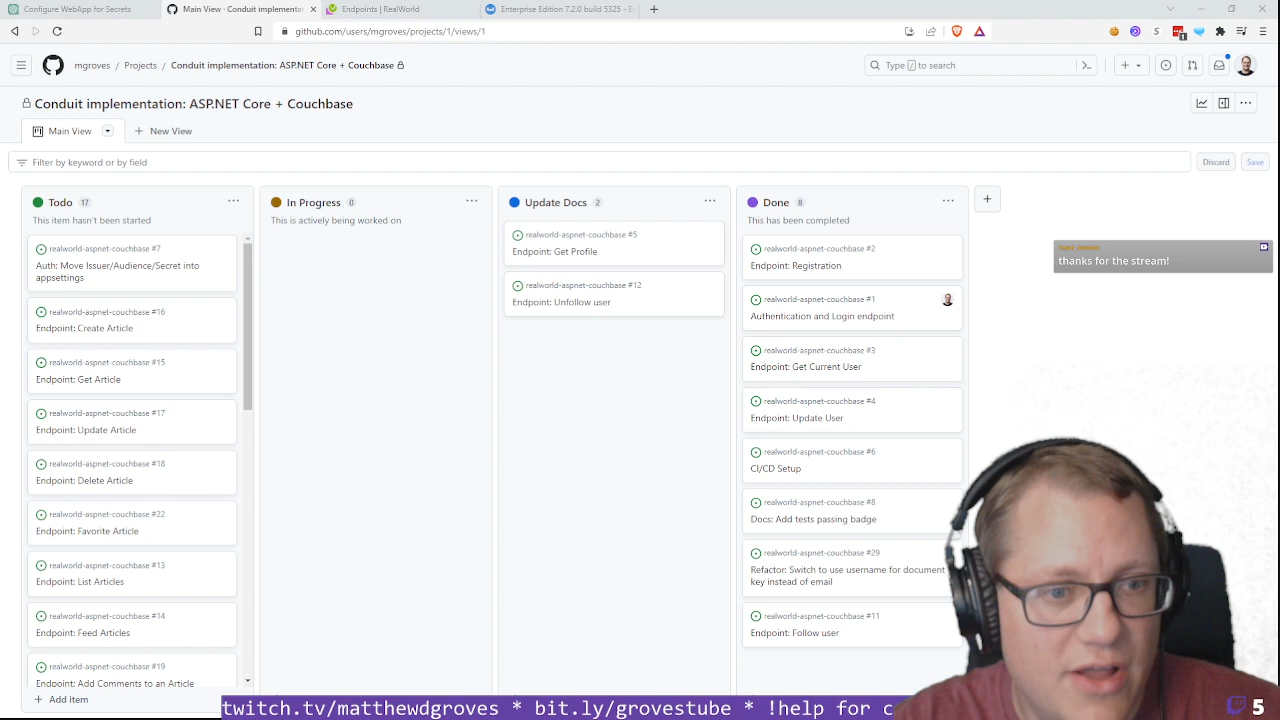 Configure WebApp for Secrets
Main View · Conduit implementat
Endpoints | RealWorld
Enterprise Edition 7.2.0 build 5325 - E
github.com/users/mgroves/projects/1/views/1
1
mgroves / Projects / Conduit implementation: ASP.NET Core + Couchbase
Type / to search
Conduit implementation: ASP.NET Core + Couchbase
Main View
New View
Filter by keyword or by field
Discard
Save
Todo 17
This item hasn't been started
realworld-aspnet-couchbase #7
Auth: Move Issuer/Audience/Secret into
appsettings
realworld-aspnet-couchbase #16
Endpoint: Create Article
realworld-aspnet-couchbase #15
Endpoint: Get Article
realworld-aspnet-couchbase #17
Endpoint: Update Article
realworld-aspnet-couchbase #18
Endpoint: Delete Article
realworld-aspnet-couchbase #22
Endpoint: Favorite Article
realworld-aspnet-couchbase #13
Endpoint: List Articles
realworld-aspnet-couchbase #14
Endpoint: Feed Articles
realworld-aspnet-couchbase #19
Endpoint: Add Comments to an Article
Add item
In Progress 0
This is actively being worked on
Update Docs 2
realworld-aspnet-couchbase #5
Endpoint: Get Profile
realworld-aspnet-couchbase #12
Endpoint: Unfollow user
Done 8
This has been completed
realworld-aspnet-couchbase #2
Endpoint: Registration
realworld-aspnet-couchbase #1
Authentication and Login endpoint
realworld-aspnet-couchbase #3
Endpoint: Get Current User
realworld-aspnet-couchbase #4
Endpoint: Update User
realworld-aspnet-couchbase #6
CI/CD Setup
realworld-aspnet-couchbase #8
Docs: Add tests passing badge
realworld-aspnet-couchbase #29
Refactor: Switch to use username for document
key instead of email
realworld-aspnet-couchbase #11
Endpoint: Follow user
thanks for the stream!
twitch.tv/matthewdgroves * bit.ly/grovestube * !help for c
5